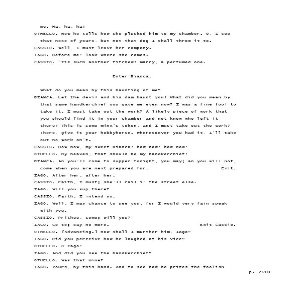 me. Ha, ha, ha!
OTHELLO. Now he tells how she plucked him to my chamber. O, I see
that nose of yours, but not that dog I shall throw it to.
CASSIO. Well, I must leave her company.
IAGO. Before me! look where she comes.
CASSIO. 'Tis such another fitchew! marry, a perfumed one.
Enter Bianca.
What do you mean by this haunting of me?
BIANCA. Let the devil and his dam haunt you! What did you mean by
that same handkerchief you gave me even now? I was a fine fool to
take it. I must take out the work? A likely piece of work that
you should find it in your chamber and not know who left it
there! This is some minx's token, and I must take out the work?
There, give it your hobbyhorse. Wheresoever you had it, I'll take
out no work on't.
CASSIO. How now, my sweet Bianca! how now! how now!
OTHELLO. By heaven, that should be my handkerchief!
BIANCA. An you'll come to supper tonight, you may; an you will not,
come when you are next prepared for. Exit.
IAGO. After her, after her.
CASSIO. Faith, I must; she'll rail i' the street else.
IAGO. Will you sup there?
CASSIO. Faith, I intend so.
IAGO. Well, I may chance to see you, for I would very fain speak
with you.
CASSIO. Prithee, come; will you?
IAGO. Go to; say no more. Exit Cassio.
OTHELLO. [Advancing.] How shall I murther him, Iago?
IAGO. Did you perceive how he laughed at his vice?
OTHELLO. O Iago!
IAGO. And did you see the handkerchief?
OTHELLO. Was that mine?
IAGO. Yours, by this hand. And to see how he prizes the foolish